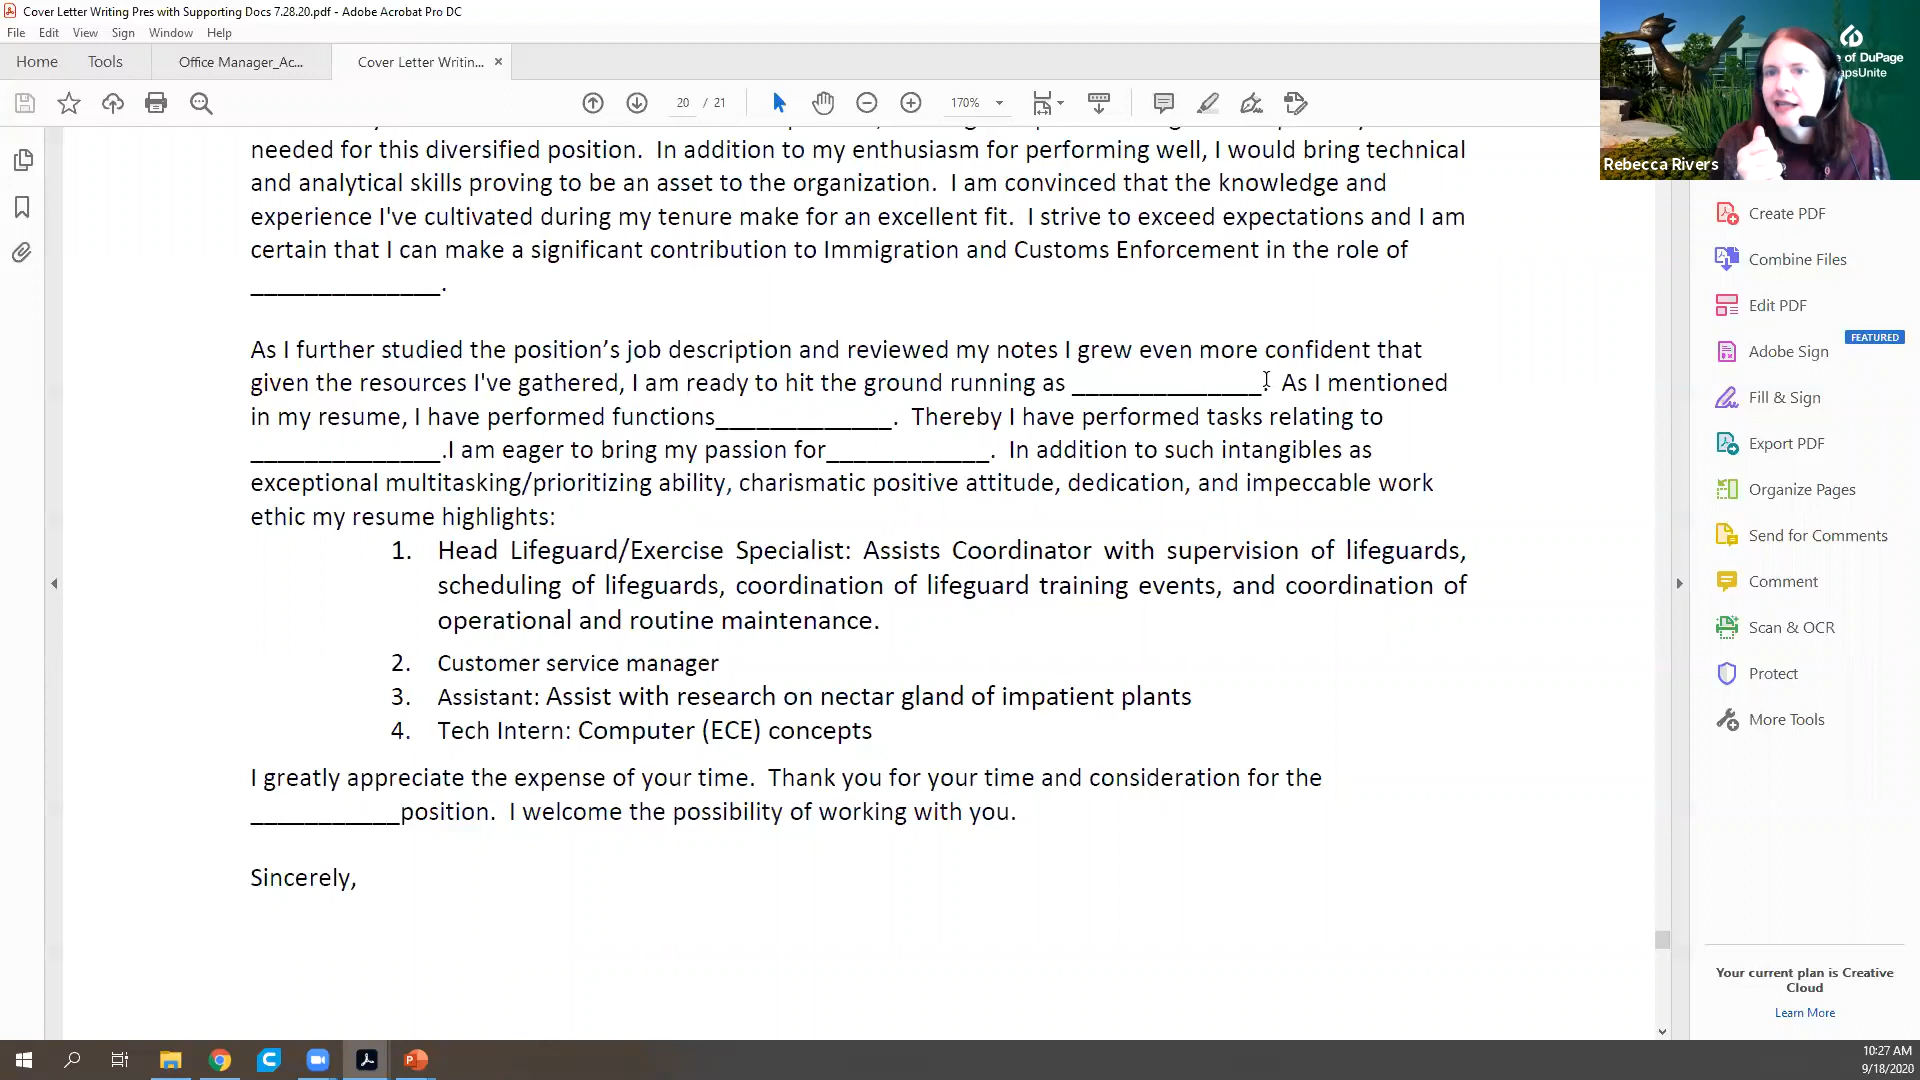 Cover Letter Writing Pres with Supporting Docs 7.28.20.pdf - Adobe Acrobat Pro DC
File Edit View Sign Window Help
Home Tools Office Manager_Ac... Cover Letter Writin... ×
20 / 21 170%
of DuPage
apsUnite
Rebecca Rivers
needed for this diversified position. In addition to my enthusiasm for performing well, I would bring technical
and analytical skills proving to be an asset to the organization. I am convinced that the knowledge and
experience I've cultivated during my tenure make for an excellent fit. I strive to exceed expectations and I am
certain that I can make a significant contribution to Immigration and Customs Enforcement in the role of
______________.
As I further studied the position’s job description and reviewed my notes I grew even more confident that
given the resources I've gathered, I am ready to hit the ground running as ______________. As I mentioned
in my resume, I have performed functions_____________. Thereby I have performed tasks relating to
______________.I am eager to bring my passion for____________. In addition to such intangibles as
exceptional multitasking/prioritizing ability, charismatic positive attitude, dedication, and impeccable work
ethic my resume highlights:
1. Head Lifeguard/Exercise Specialist: Assists Coordinator with supervision of lifeguards,
scheduling of lifeguards, coordination of lifeguard training events, and coordination of
operational and routine maintenance.
2. Customer service manager
3. Assistant: Assist with research on nectar gland of impatient plants
4. Tech Intern: Computer (ECE) concepts
I greatly appreciate the expense of your time. Thank you for your time and consideration for the
___________position. I welcome the possibility of working with you.
Sincerely,
Create PDF
Combine Files
Edit PDF
FEATURED
Adobe Sign
Fill & Sign
Export PDF
Organize Pages
Send for Comments
Comment
Scan & OCR
Protect
More Tools
Your current plan is Creative
Cloud
Learn More
10:27 AM
9/18/2020